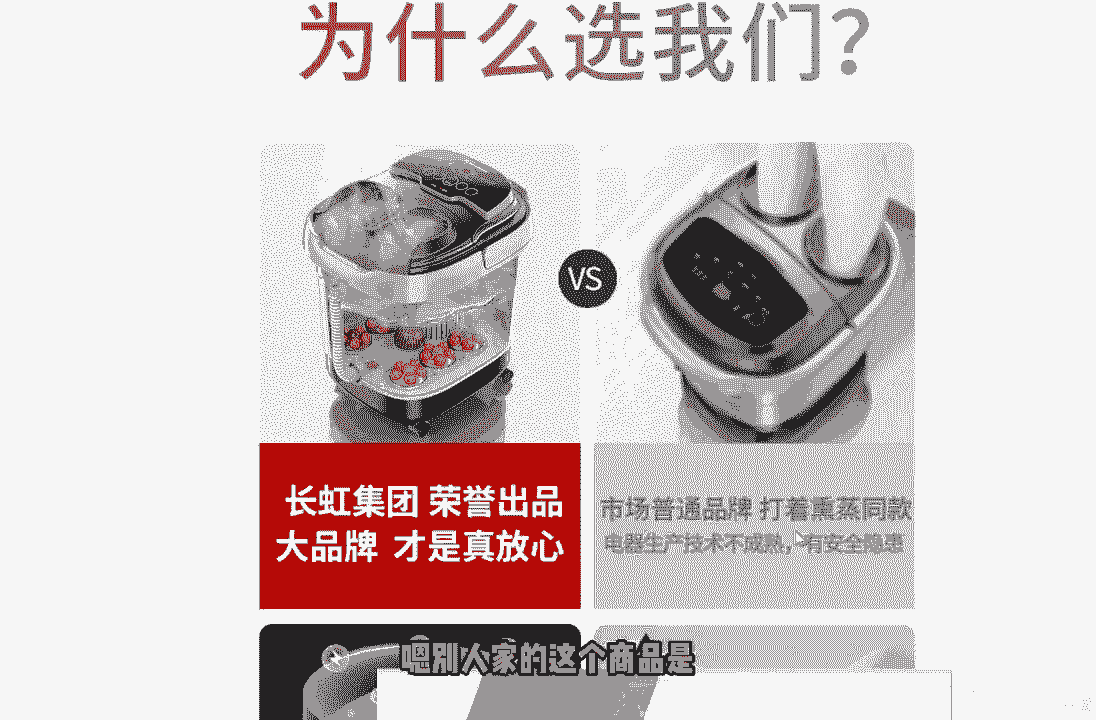 为什么选我们?
VS
长虹集团 荣誉出品
大品牌 才是真放心
市场普通品牌 打着熏蒸同款
电器生产技术不成熟，有安全隐患
嗯别人家的这个商品是